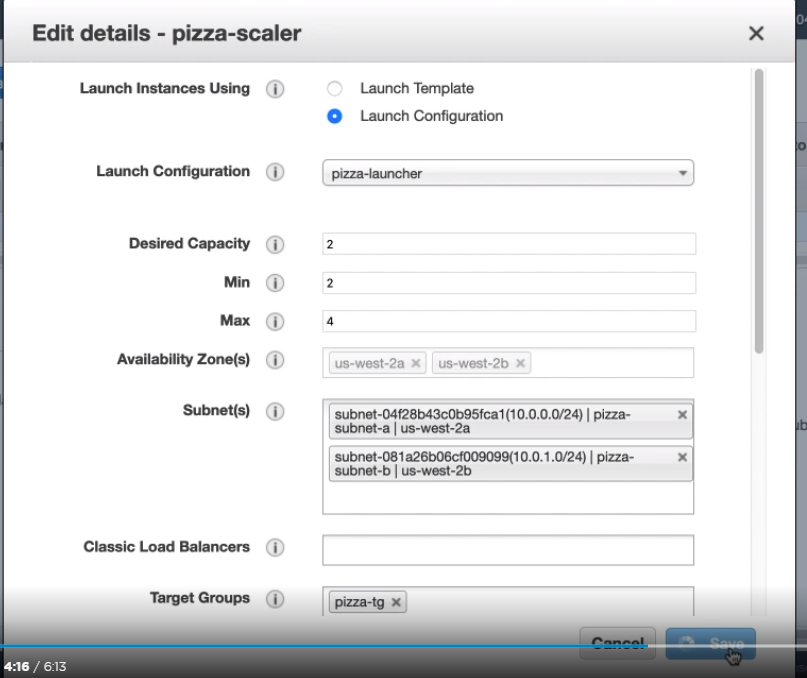 Edit details - pizza-scaler
Launch Instances Using
Launch Template
Launch Configuration
Launch Configuration
pizza-launcher
Desired Capacity
2
Min
2
Max
4
Availability Zone(s)
us-west-2a
us-west-2b
Subnet(s)
subnet-04f28b43c0b95fca1(10.0.0.0/24) | pizza-
subnet-a | us-west-2a
subnet-081a26b06cf009099(10.0.1.0/24) | pizza-
subnet-b | us-west-2b
Classic Load Balancers
Target Groups
pizza-tg
Cancel
Save
4:16 / 6:13